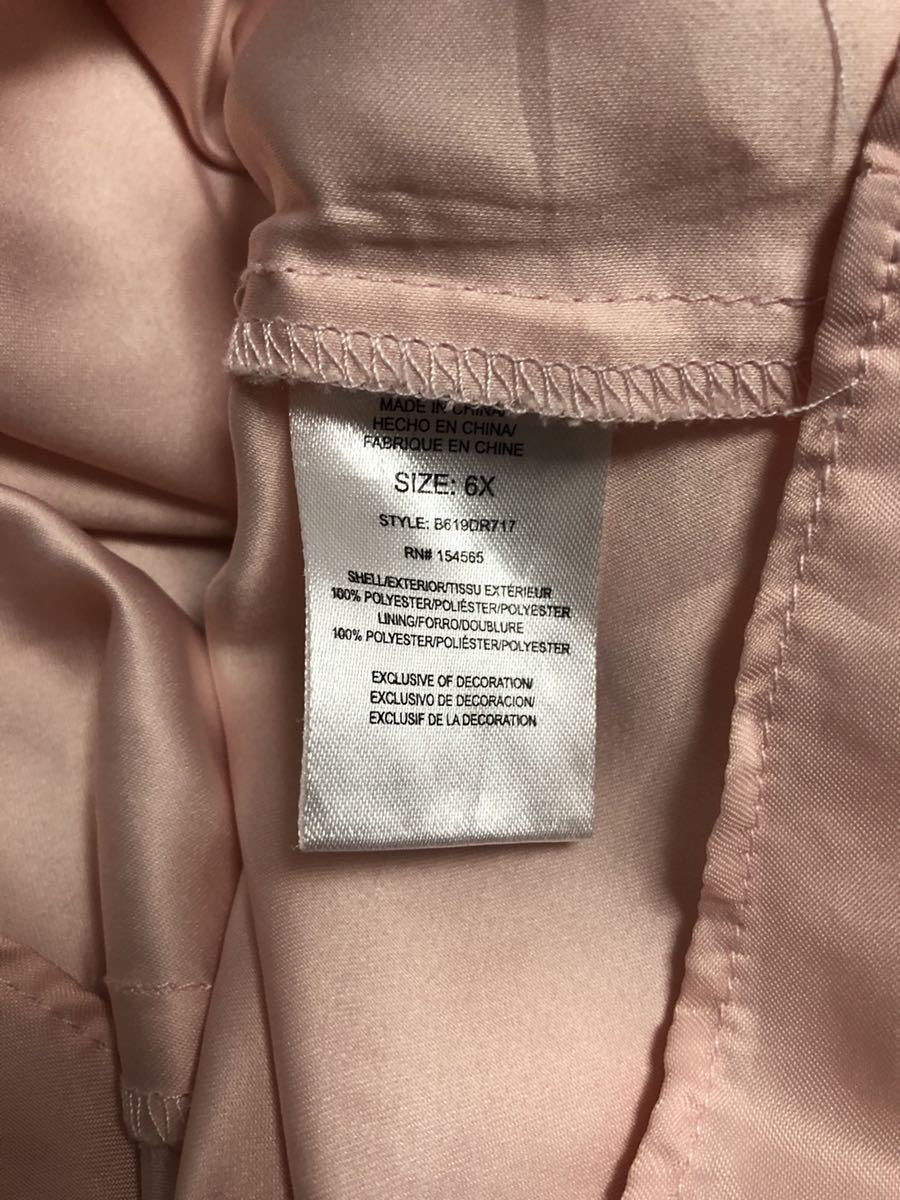 MADE IN CHINA/
HECHO EN CHINA/
FABRIQUE EN CHINE
SIZE: 6X
STYLE: B619DR717
RN# 154565
SHELL/EXTERIOR/TISSU EXTERIEUR
100% POLYESTER/POLIÉSTER/POLYESTER
LINING/FORRO/DOUBLURE
100% POLYESTER/POLIÉSTER/POLYESTER
EXCLUSIVE OF DECORATION/
EXCLUSIVO DE DECORACION/
EXCLUSIF DE LA DECORATION